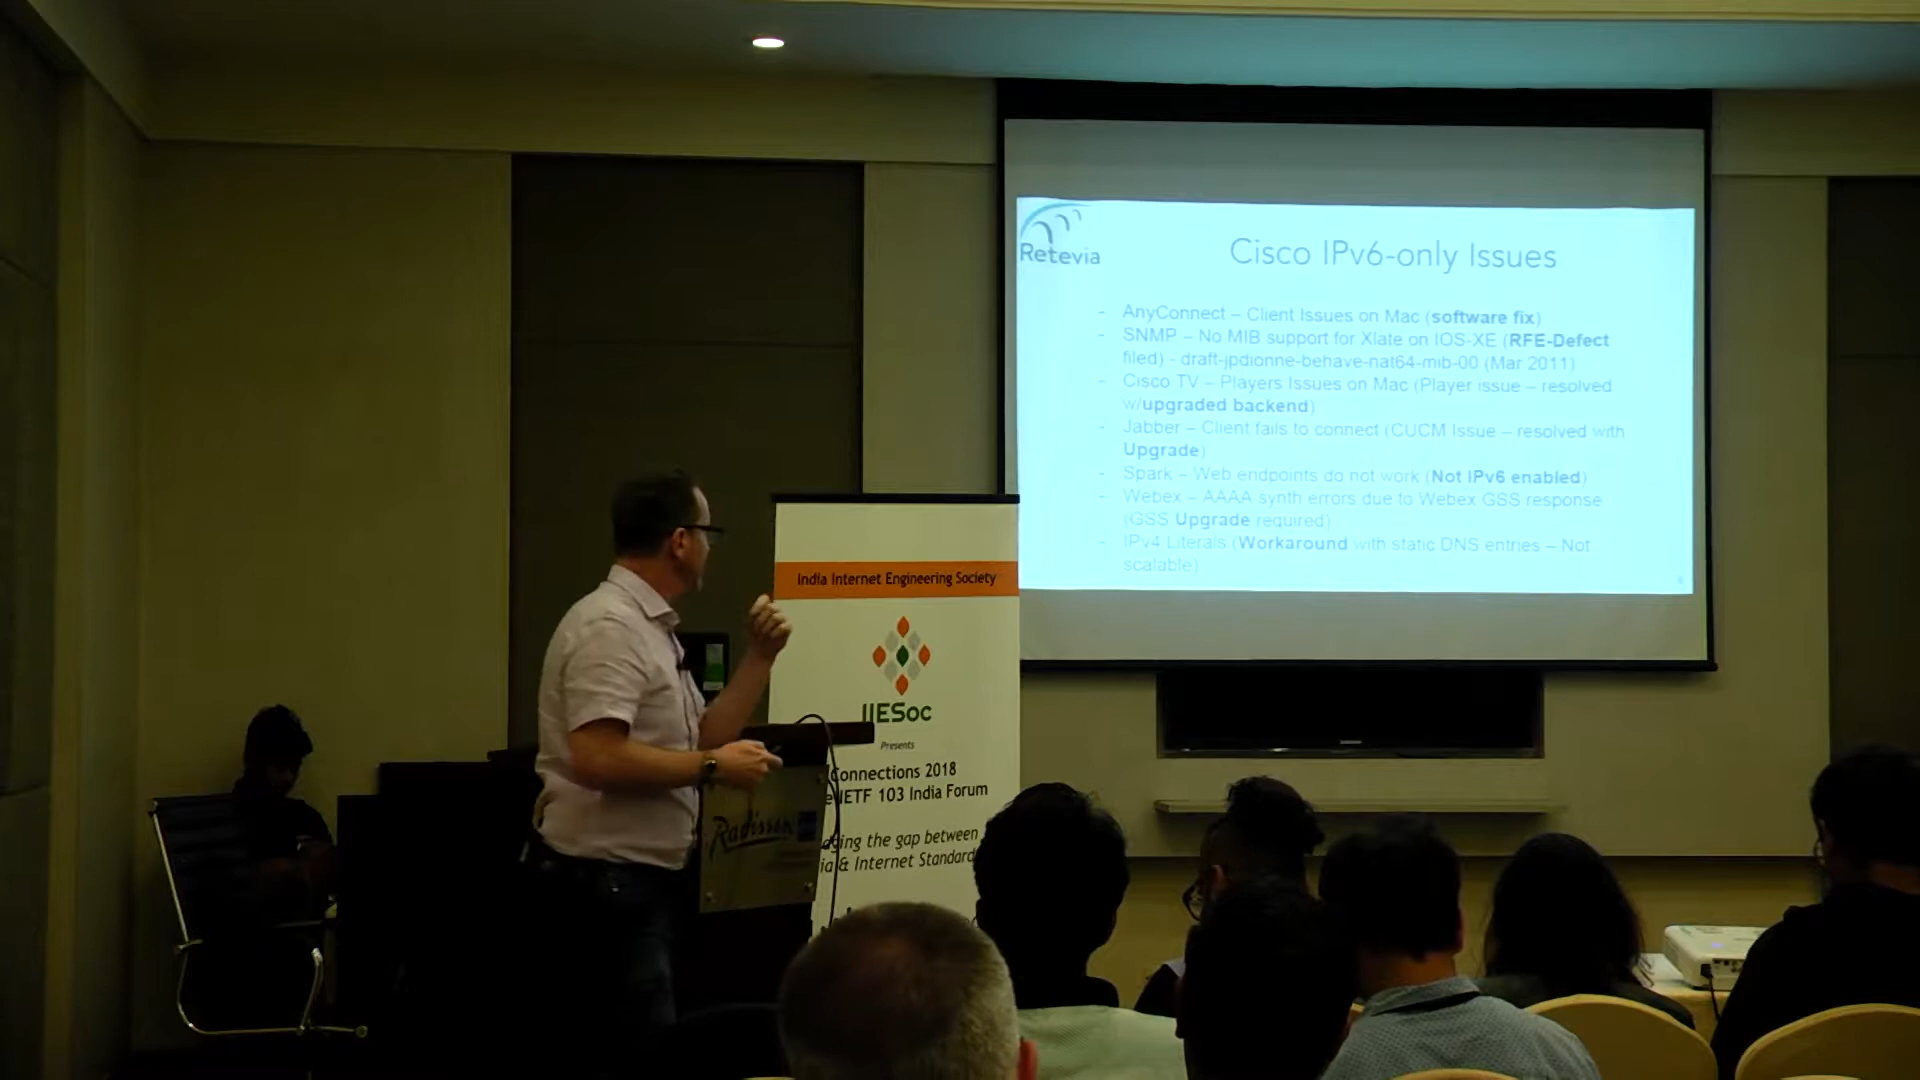 Retevia
Cisco IPv6-only Issues
- AnyConnect – Client Issues on Mac (software fix)
- SNMP – No MIB support for Xlate on IOS-XE (RFE-Defect
filed) - draft-jpdionne-behave-nat64-mib-00 (Mar 2011)
- Cisco TV – Players Issues on Mac (Player issue – resolved
w/upgraded backend)
- Jabber – Client fails to connect (CUCM Issue – resolved with
Upgrade)
- Spark – Web endpoints do not work (Not IPv6 enabled)
- Webex – AAAA synth errors due to Webex GSS response
(GSS Upgrade required)
- IPv4 Literals (Workaround with static DNS entries – Not
scalable)
India Internet Engineering Society
IIESoc
Presents
Connections 2018
IETF 103 India Forum
the gap between
& Internet Standard
Radisson